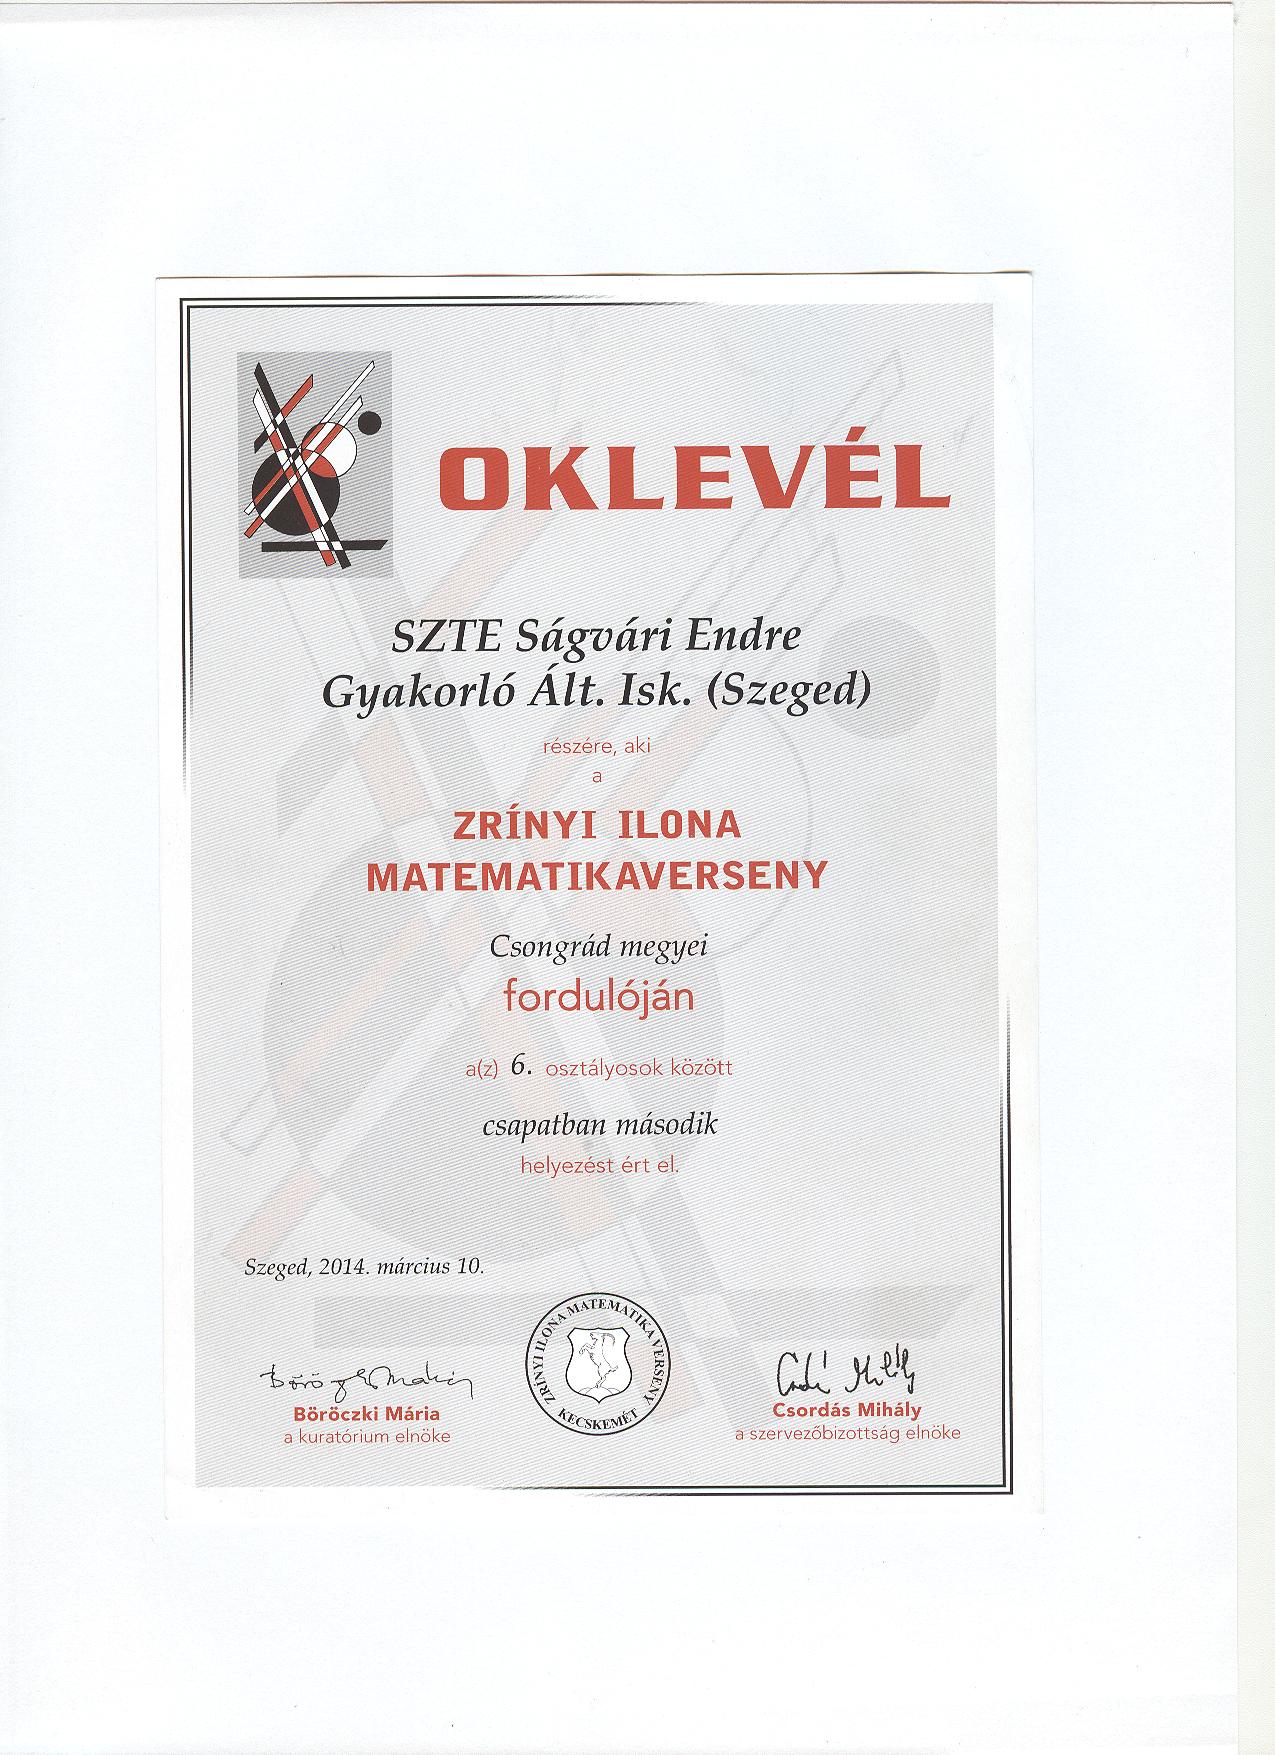 OKLEVÉL
SZTE Ságvári Endre
Gyakorló Ált. Isk. (Szeged)
részére, aki
a
ZRÍNYI ILONA
MATEMATIKAVERSENY
Csongrád megyei
fordulóján
a(z) 6. osztályosok között
csapatban második
helyezést ért el.
Szeged, 2014. március 10.
ZRÍNYI ILONA MATEMATIKA VERSENY
KECSKEMÉT
Böröczki Mária
a kuratórium elnöke
Csordás Mihály
a szervezőbizottság elnöke